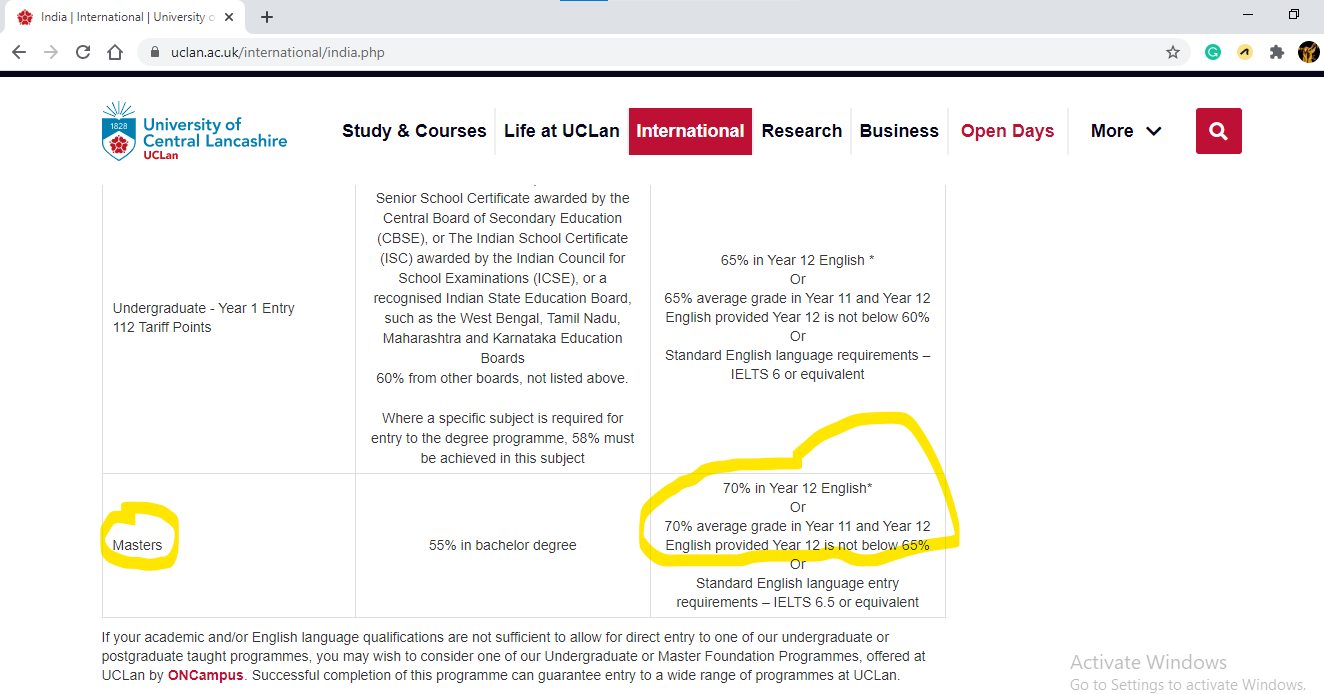 India | International | University o
uclan.ac.uk/international/india.php
1828
University of
Central Lancashire
UCLan
Study & Courses
Life at UCLan
International
Research
Business
Open Days
More
Senior School Certificate awarded by the
Central Board of Secondary Education
(CBSE), or The Indian School Certificate
(ISC) awarded by the Indian Council for
School Examinations (ICSE), or a
recognised Indian State Education Board,
such as the West Bengal, Tamil Nadu,
Maharashtra and Karnataka Education
Boards
60% from other boards, not listed above.
Where a specific subject is required for
entry to the degree programme, 58% must
be achieved in this subject
Undergraduate - Year 1 Entry
112 Tariff Points
65% in Year 12 English *
Or
65% average grade in Year 11 and Year 12
English provided Year 12 is not below 60%
Or
Standard English language requirements –
IELTS 6 or equivalent
Masters
55% in bachelor degree
70% in Year 12 English*
Or
70% average grade in Year 11 and Year 12
English provided Year 12 is not below 65%
Or
Standard English language entry
requirements – IELTS 6.5 or equivalent
If your academic and/or English language qualifications are not sufficient to allow for direct entry to one of our undergraduate or
postgraduate taught programmes, you may wish to consider one of our Undergraduate or Master Foundation Programmes, offered at
UCLan by ONCampus. Successful completion of this programme can guarantee entry to a wide range of programmes at UCLan.
Activate Windows
Go to Settings to activate Windows.